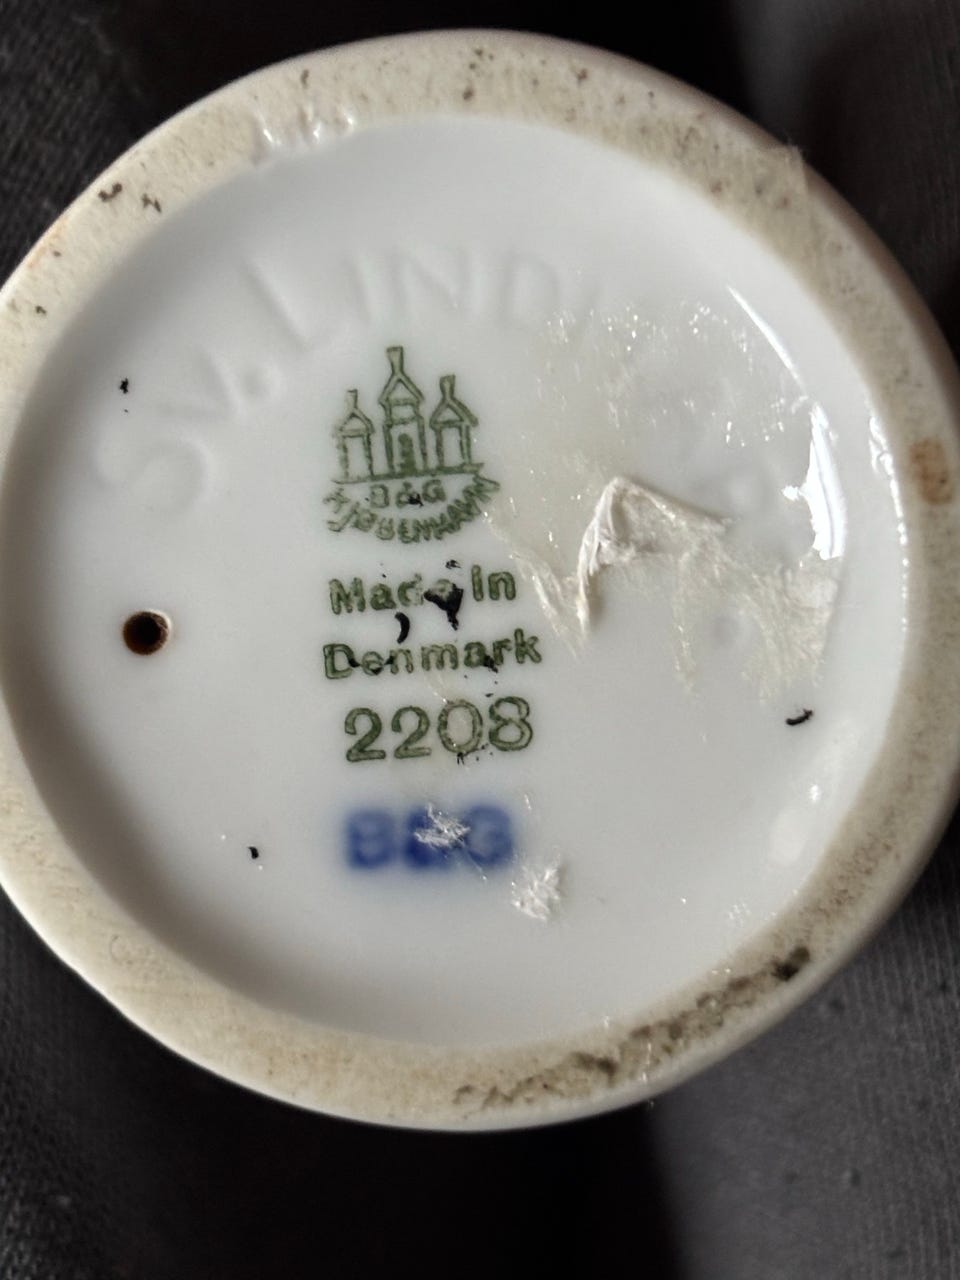 SV. LIND
B&G
KJØBENHAVN
Made in
Denmark
2208
B&G